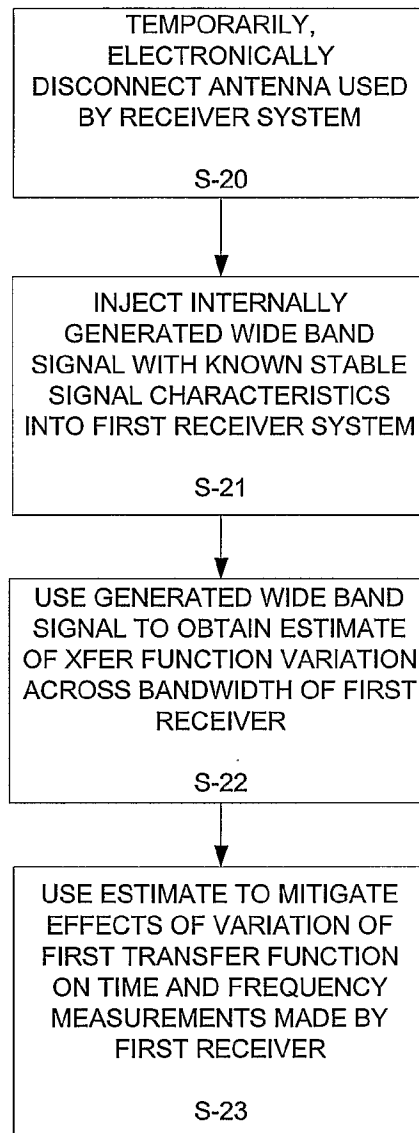 TEMPORARILY,
ELECTRONICALLY
DISCONNECT ANTENNA USED
BY RECEIVER SYSTEM
S-20
INJECT INTERNALLY
GENERATED WIDE BAND
SIGNAL WITH KNOWN STABLE
SIGNAL CHARACTERISTICS
INTO FIRST RECEIVER SYSTEM
S-21
USE GENERATED WIDE BAND
SIGNAL TO OBTAIN ESTIMATE
OF XFER FUNCTION VARIATION
ACROSS BANDWIDTH OF FIRST
RECEIVER
S-22
USE ESTIMATE TO MITIGATE
EFFECTS OF VARIATION OF
FIRST TRANSFER FUNCTION
ON TIME AND FREQUENCY
MEASUREMENTS MADE BY
FIRST RECEIVER
S-23